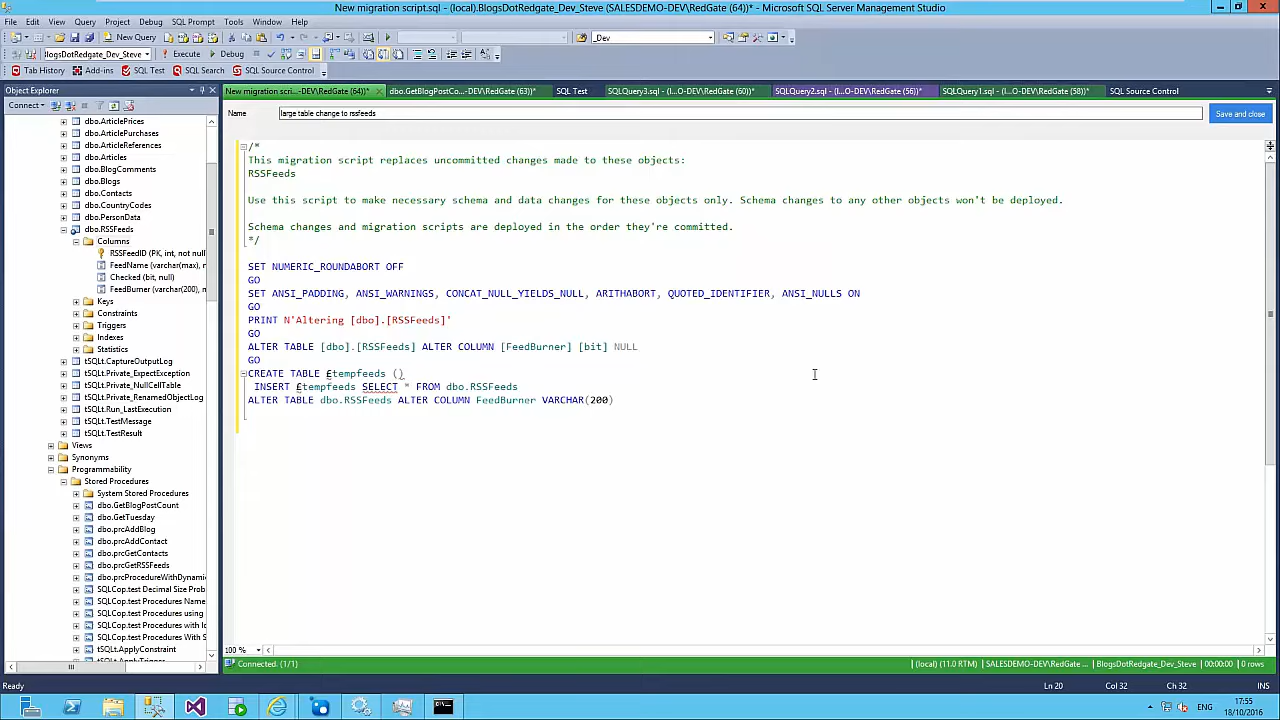 New migration script.sql - (local).BlogsDotRedgate_Dev_Steve (SALESDEMO-DEV\RedGate (64))* - Microsoft SQL Server Management Studio
File Edit View Query Project Debug SQL Prompt Tools Window Help
New Query _Dev
logsDotRedgate_Dev_Steve Execute Debug
Tab History Add-ins SQL Test SQL Search SQL Source Control
Object Explorer
Connect
New migration scri...-DEV\RedGate (64))* dbo.GetBlogPostCo...-DEV\RedGate (63))* SQL Test SQLQuery3.sql - (l...O-DEV\RedGate (60))* SQLQuery2.sql - (l...O-DEV\RedGate (56))* SQLQuery1.sql - (l...O-DEV\RedGate (58))* SQL Source Control
Name large table change to rssfeeds Save and close
dbo.ArticlePrices
dbo.ArticlePurchases
dbo.ArticleReferences
dbo.Articles
dbo.BlogComments
dbo.Blogs
dbo.Contacts
dbo.CountryCodes
dbo.PersonData
dbo.RSSFeeds
Columns
RSSFeedID (PK, int, not null
FeedName (varchar(max), n
Checked (bit, null)
FeedBurner (varchar(200), n
Keys
Constraints
Triggers
Indexes
Statistics
tSQLt.CaptureOutputLog
tSQLt.Private_ExpectException
tSQLt.Private_NullCellTable
tSQLt.Private_RenamedObjectLog
tSQLt.Run_LastExecution
tSQLt.TestMessage
tSQLt.TestResult
Views
Synonyms
Programmability
Stored Procedures
System Stored Procedures
dbo.GetBlogPostCount
dbo.GetTuesday
dbo.prcAddBlog
dbo.prcAddContact
dbo.prcGetContacts
dbo.prcGetRSSFeeds
dbo.prcProcedureWithDynami
SQLCop.test Decimal Size Prob
SQLCop.test Procedures Name
SQLCop.test Procedures using
SQLCop.test Procedures with I
SQLCop.test Procedures With S
tSQLt.ApplyConstraint
tSQLt.ApplyTrigger
/*
This migration script replaces uncommitted changes made to these objects:
RSSFeeds
Use this script to make necessary schema and data changes for these objects only. Schema changes to any other objects won't be deployed.
Schema changes and migration scripts are deployed in the order they're committed.
*/
SET NUMERIC_ROUNDABORT OFF
GO
SET ANSI_PADDING, ANSI_WARNINGS, CONCAT_NULL_YIELDS_NULL, ARITHABORT, QUOTED_IDENTIFIER, ANSI_NULLS ON
GO
PRINT N'Altering [dbo].[RSSFeeds]'
GO
ALTER TABLE [dbo].[RSSFeeds] ALTER COLUMN [FeedBurner] [bit] NULL
GO
CREATE TABLE £tempfeeds ()
INSERT £tempfeeds SELECT * FROM dbo.RSSFeeds
ALTER TABLE dbo.RSSFeeds ALTER COLUMN FeedBurner VARCHAR(200)
100 %
Connected. (1/1) (local) (11.0 RTM) SALESDEMO-DEV\RedGate ... BlogsDotRedgate_Dev_Steve 00:00:00 0 rows
Ready Ln 20 Col 32 Ch 32 INS
ENG
17:55
18/10/2016